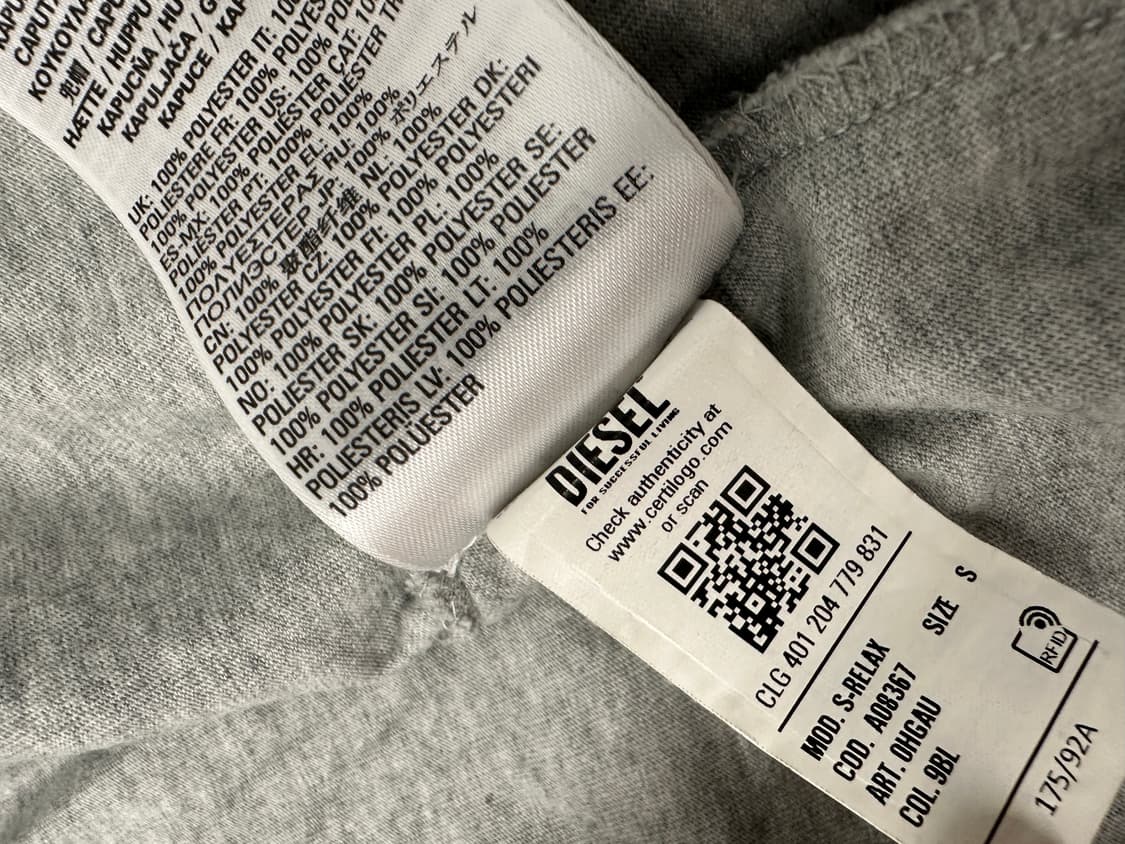 KAPU
ΚΟΥΚΟΥΛΑ
兜帽 / CAPU
HÆTTE / HUPPU
KAPUCŇA / HU
KAPULJAČA / G
KAPUCE / KAP
UK: 100% POLYESTER IT: 10
POLIESTERE FR: 100% POLYES
100% POLYESTER US: 100% PO
ES-MX: 100% POLIÉSTER CAT: 1
POLIÈSTER PT: 100% POLIÉSTER TR
100% POLYESTER EL: 100%
ΠΟΛΥΕΣΤΕΡΑΣ RU: 100%
ПОЛИЭСТЕР JP: 100% ポリエステル
CN: 100% 聚酯纤维 NL: 100%
POLYESTER CZ: 100% POLYESTER DK:
100% POLYESTER FI: 100% POLYESTERI
NO: 100% POLYESTER PL: 100%
POLIESTER SK: 100% POLYESTER SE:
100% POLYESTER SI: 100% POLIESTER
HR: 100% POLIESTER LT: 100%
POLIESTERIS LV: 100% POLIESTERIS EE:
100% POLUESTER
DIESEL
FOR SUCCESSFUL LIVING
Check authenticity at
www.certilogo.com
or scan
CLG 401 204 779 831
MOD. S-RELAX SIZE S
COD. A08367
ART. 0HGAU
COL. 9BL
RFID
175/92A